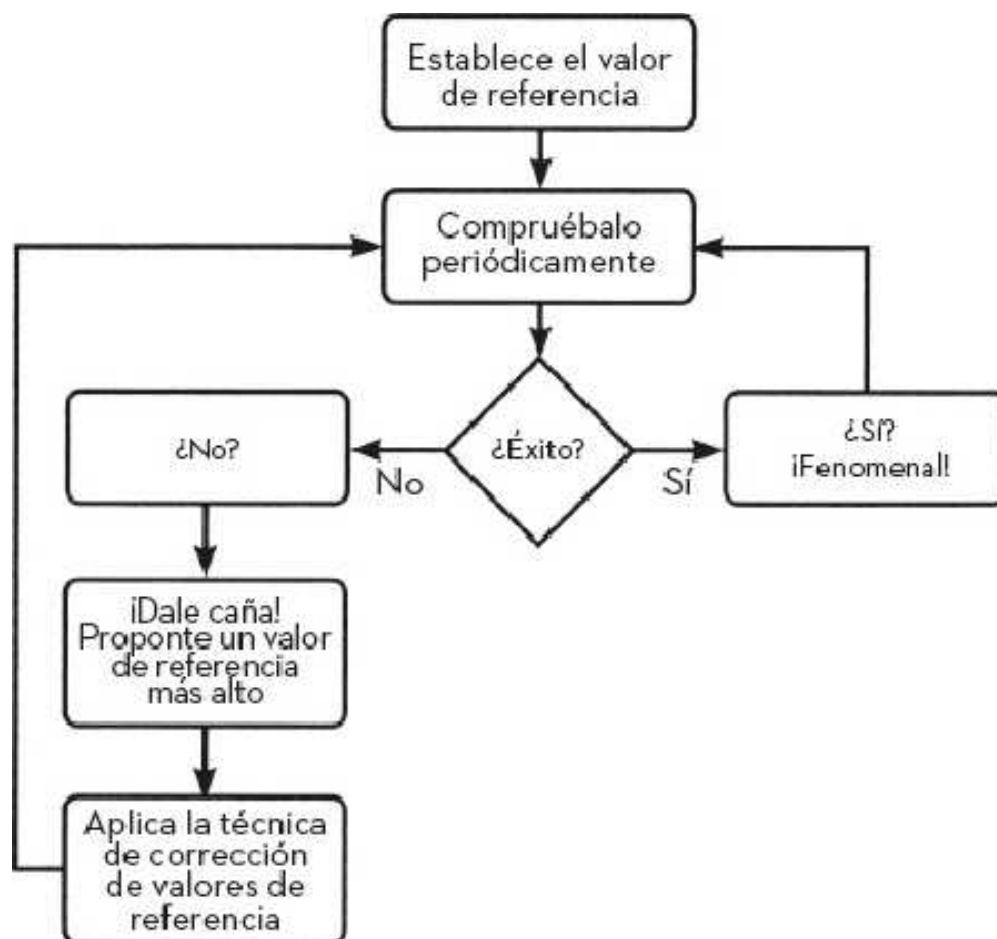 Establece el valor
de referencia
Compruébalo
periódicamente
¿No?
No
¿Éxito?
Sí
¿Sí?
¡Fenomenal!
¡Dale caña!
Proponte un valor
de referencia
más alto
Aplica la técnica
de corrección
de valores de
referencia